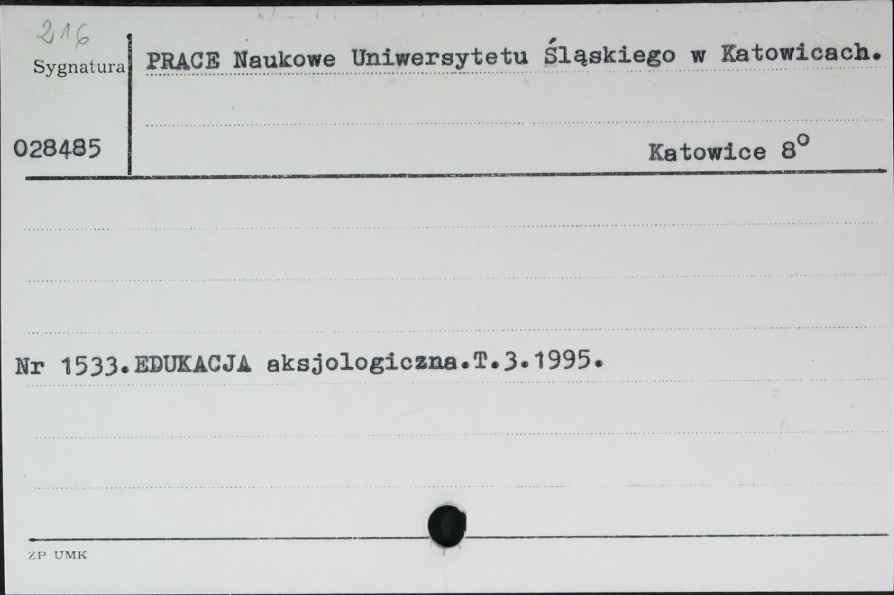 216
Sygnatura
PRACE Naukowe Uniwersytetu Śląskiego w Katowicach.
028485
Katowice 8°
Nr 1533.EDUKACJA aksjologiczna.T.3.1995.
ZP UMK